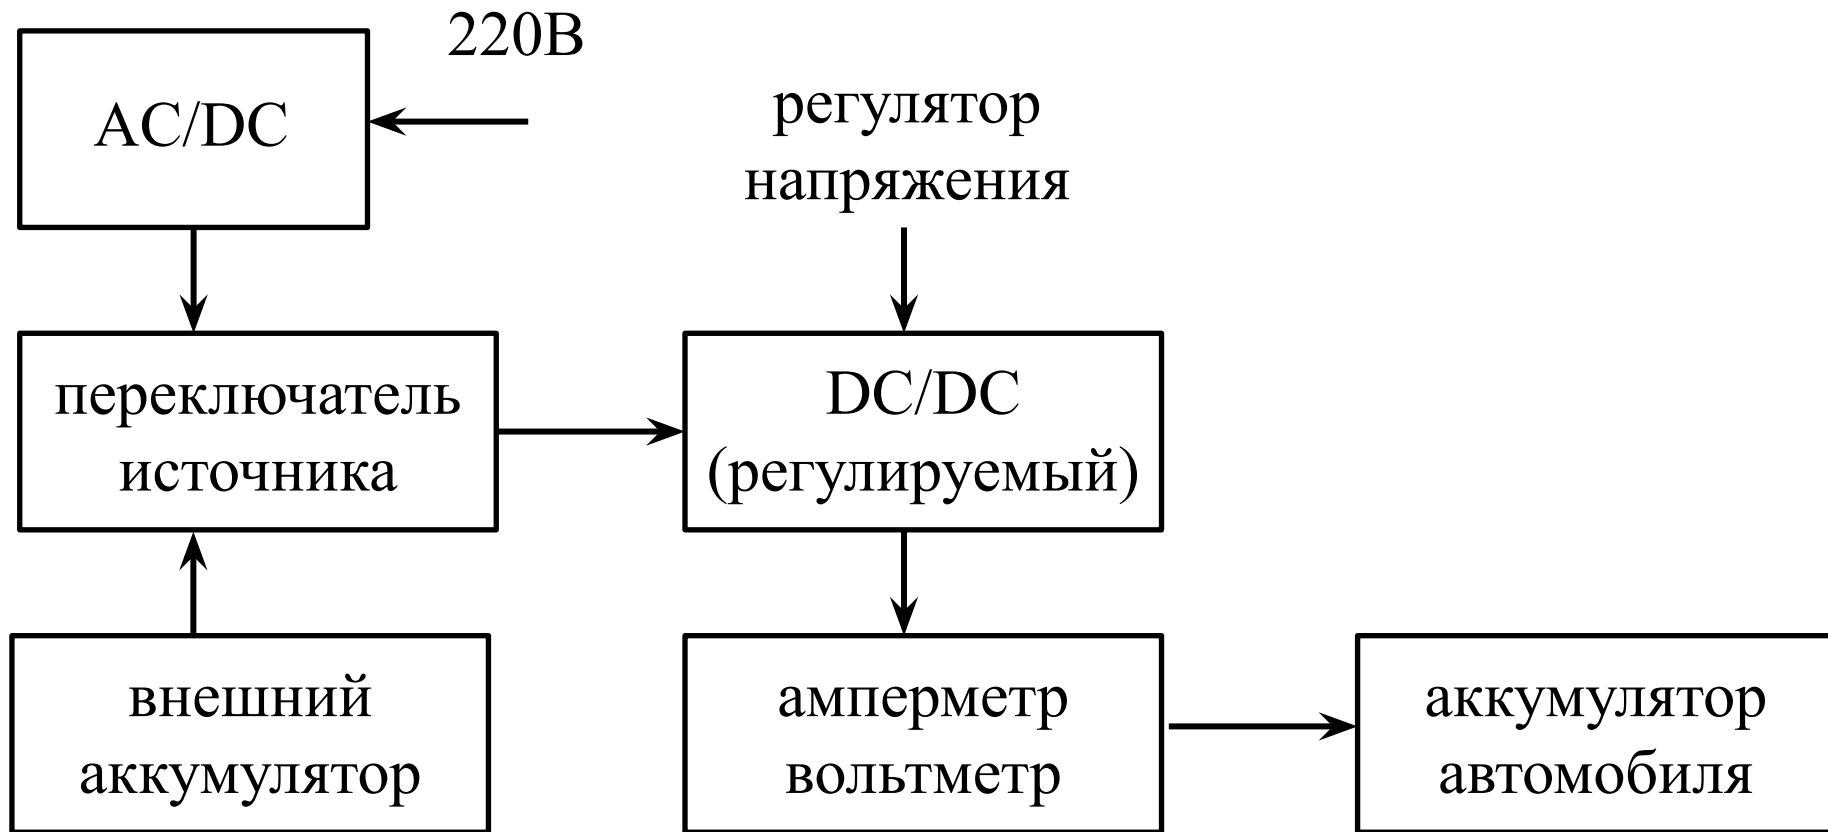 220В
AC/DC
регулятор
напряжения
переключатель
источника
DC/DC
(регулируемый)
внешний
аккумулятор
амперметр
вольтметр
аккумулятор
автомобиля